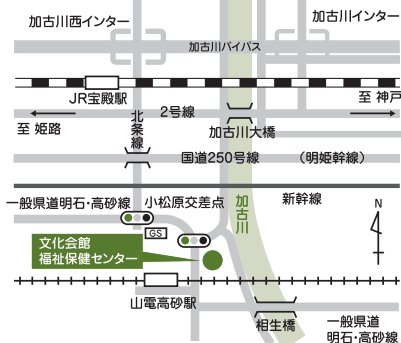 加古川西インター
加古川インター
加古川バイパス
JR宝殿駅
至 神戸
2号線
至 姫路
北条線
加古川大橋
国道250号線 (明姫幹線)
新幹線
一般県道明石・高砂線
小松原交差点
加古川
N
GS
文化会館
福祉保健センター
山電高砂駅
相生橋
一般県道
明石・高砂線